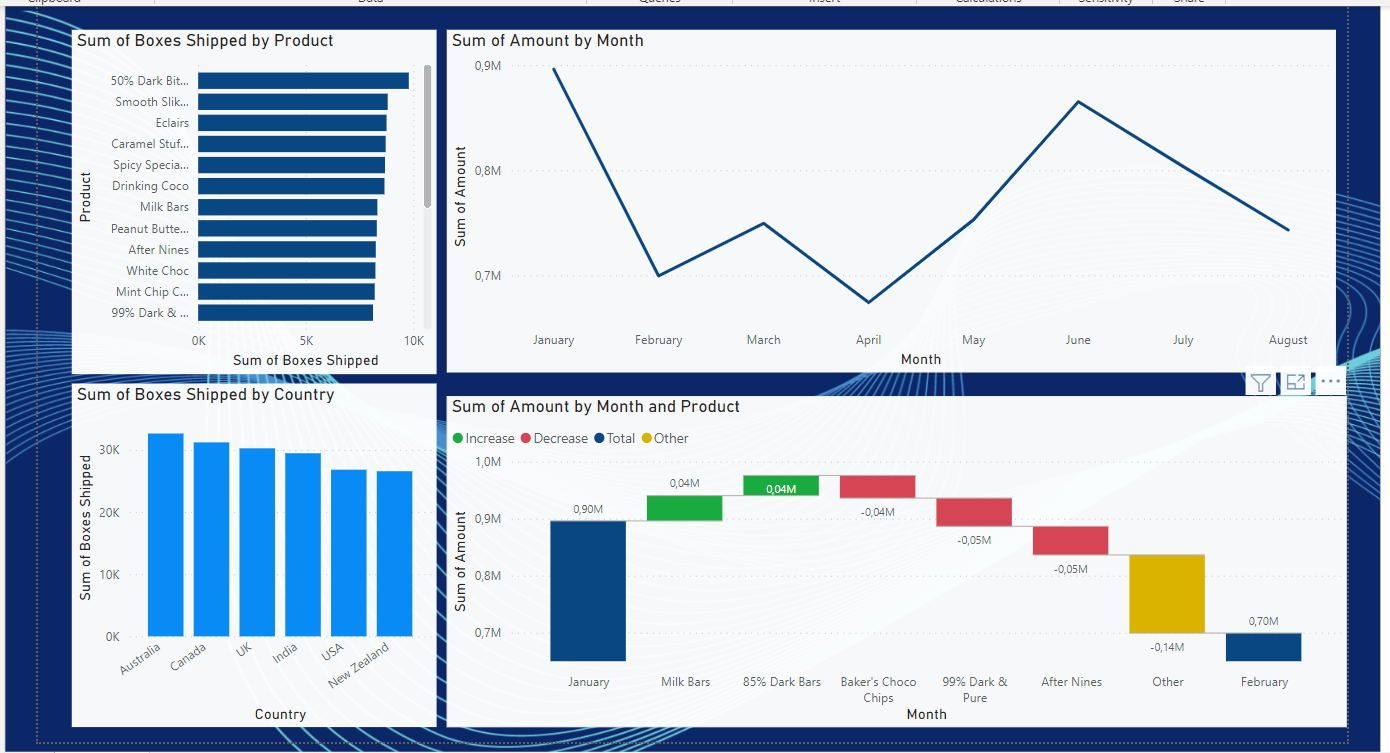 Clipboard Data Queries Insert Calculations Sensitivity Share
Sum of Boxes Shipped by Product
Product
50% Dark Bit...
Smooth Slik...
Eclairs
Caramel Stuf...
Spicy Specia...
Drinking Coco
Milk Bars
Peanut Butte...
After Nines
White Choc
Mint Chip C...
99% Dark & ...
0K 5K 10K
Sum of Boxes Shipped
Sum of Amount by Month
Sum of Amount
0,9M
0,8M
0,7M
January February March April May June July August
Month
Sum of Boxes Shipped by Country
Sum of Boxes Shipped
30K
20K
10K
0K
Australia Canada UK India USA New Zealand
Country
Sum of Amount by Month and Product
Increase Decrease Total Other
Sum of Amount
1,0M
0,9M
0,8M
0,7M
0,90M
0,04M
0,04M
-0,04M
-0,05M
-0,05M
-0,14M
0,70M
January Milk Bars 85% Dark Bars Baker's Choco 99% Dark & After Nines Other February
Chips Pure
Month